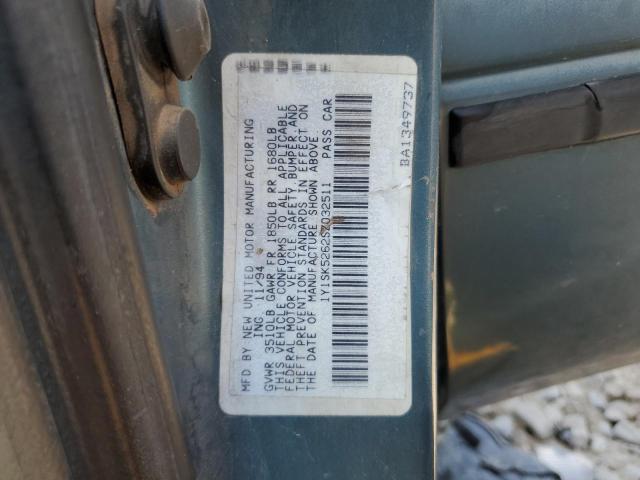 MFD BY NEW UNITED MOTOR MANUFACTURING
INC 11/94
GVWR 3510LB GAWR FR 1850LB RR 1680LB
THIS VEHICLE CONFORMS TO ALL APPLICABLE
FEDERAL MOTOR VEHICLE SAFETY, BUMPER, AND
THEFT PREVENTION STANDARDS IN EFFECT ON
THE DATE OF MANUFACTURE SHOWN ABOVE.
1Y1SK5262SZ032511 PASS CAR
BA1349737